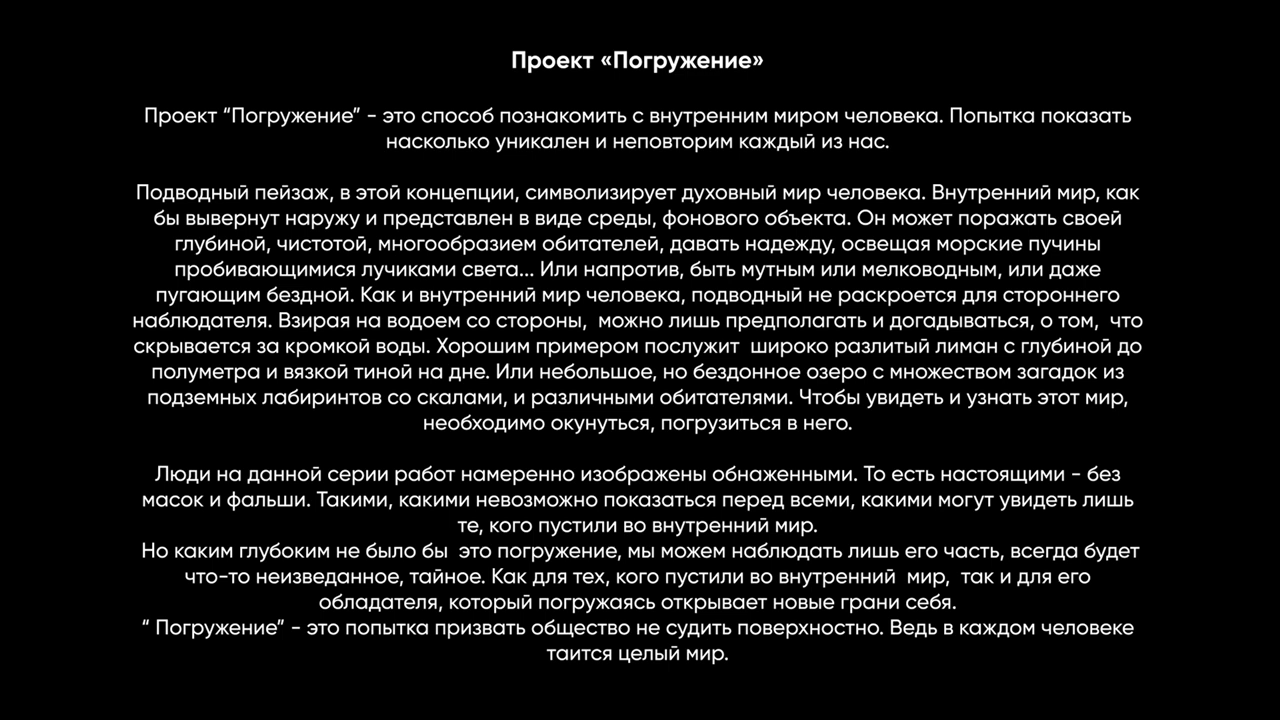 Проект «Погружение»
Проект “Погружение” - это способ познакомить с внутренним миром человека. Попытка показать
насколько уникален и неповторим каждый из нас.
Подводный пейзаж, в этой концепции, символизирует духовный мир человека. Внутренний мир, как
бы вывернут наружу и представлен в виде среды, фонового объекта. Он может поражать своей
глубиной, чистотой, многообразием обитателей, давать надежду, освещая морские пучины
пробивающимися лучиками света... Или напротив, быть мутным или мелководным, или даже
пугающим бездной. Как и внутренний мир человека, подводный не раскроется для стороннего
наблюдателя. Взирая на водоем со стороны,  можно лишь предполагать и догадываться, о том,  что
скрывается за кромкой воды. Хорошим примером послужит  широко разлитый лиман с глубиной до
полуметра и вязкой тиной на дне. Или небольшое, но бездонное озеро с множеством загадок из
подземных лабиринтов со скалами, и различными обитателями. Чтобы увидеть и узнать этот мир,
необходимо окунуться, погрузиться в него.
Люди на данной серии работ намеренно изображены обнаженными. То есть настоящими - без
масок и фальши. Такими, какими невозможно показаться перед всеми, какими могут увидеть лишь
те, кого пустили во внутренний мир.
Но каким глубоким не было бы  это погружение, мы можем наблюдать лишь его часть, всегда будет
что-то неизведанное, тайное. Как для тех, кого пустили во внутренний  мир,  так и для его
обладателя, который погружаясь открывает новые грани себя.
“ Погружение” - это попытка призвать общество не судить поверхностно. Ведь в каждом человеке
таится целый мир.